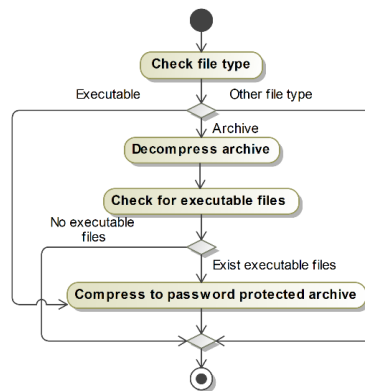 Check file type
Executable
Other file type
Archive
Decompress archive
Check for executable files
No executable
files
Exist executable files
Compress to password protected archive